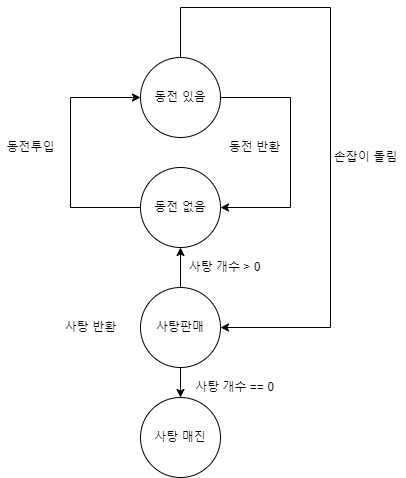 동전 있음
동전투입
동전 반환
손잡이 돌림
동전 없음
사탕 개수 > 0
사탕 반환
사탕판매
사탕 개수 == 0
사탕 매진